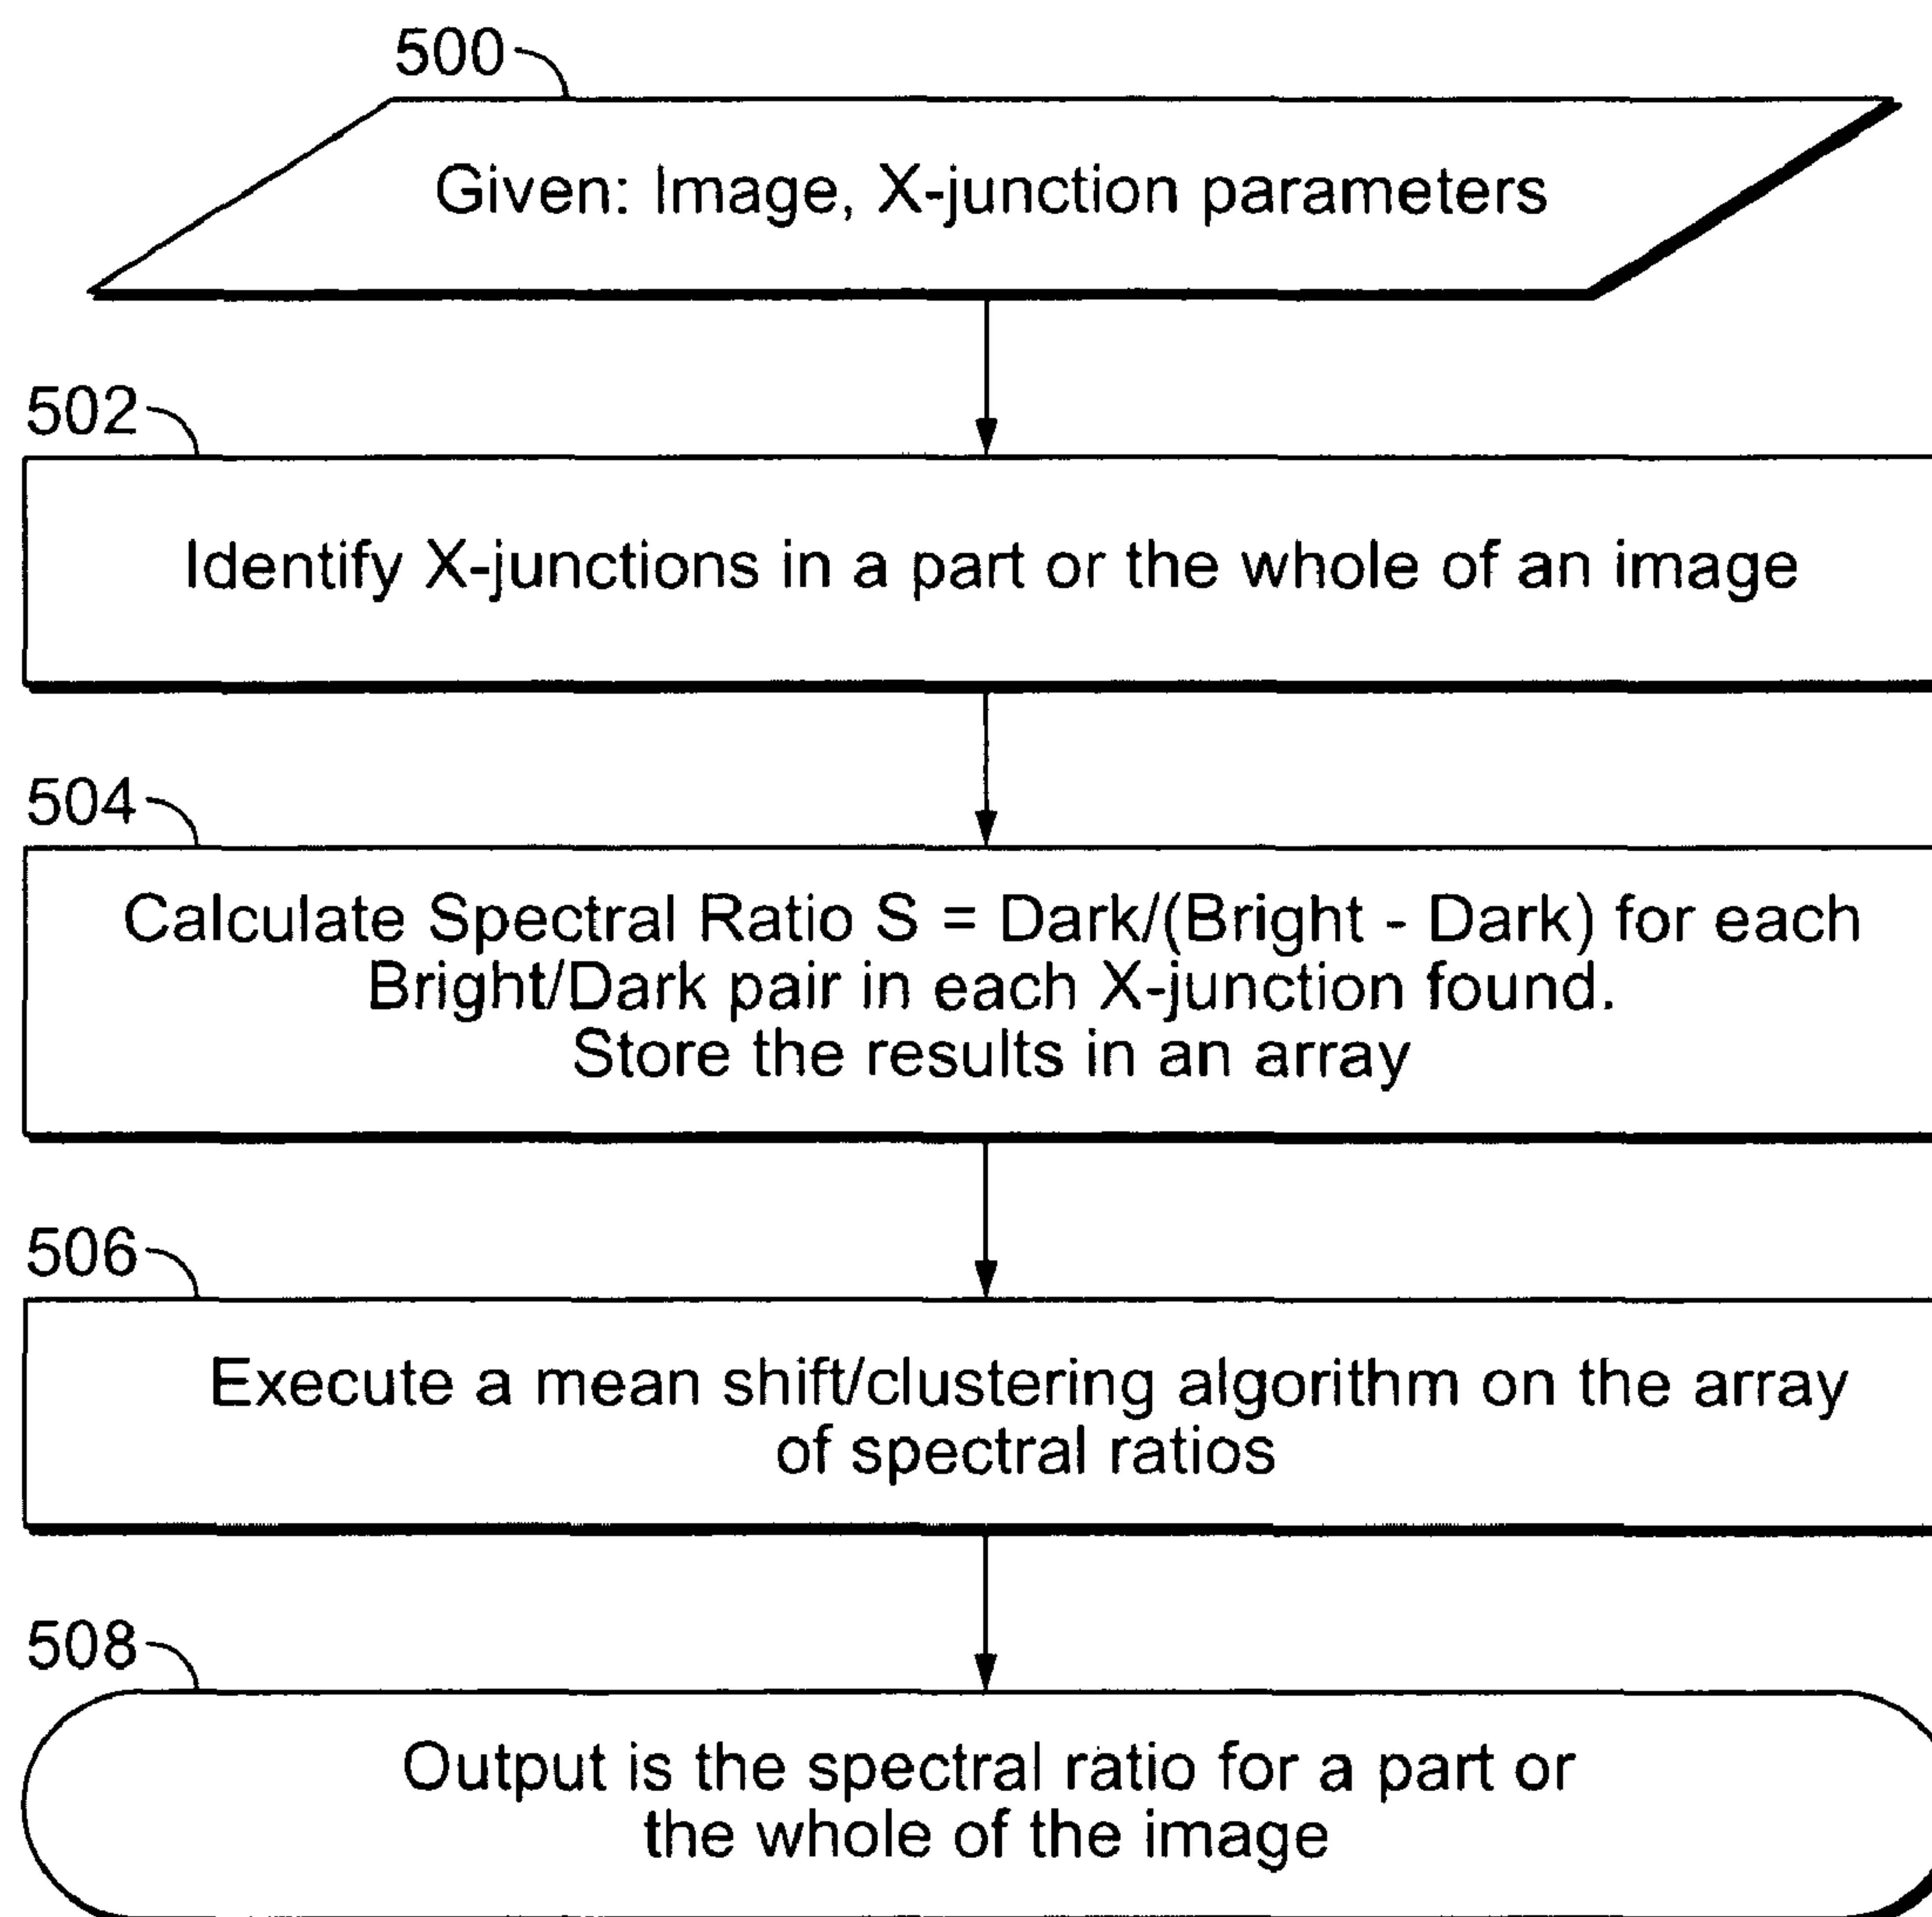 500
Given: Image, X-junction parameters
502
Identify X-junctions in a part or the whole of an image
504
Calculate Spectral Ratio S = Dark/(Bright - Dark) for each
Bright/Dark pair in each X-junction found.
Store the results in an array
506
Execute a mean shift/clustering algorithm on the array
of spectral ratios
508
Output is the spectral ratio for a part or
the whole of the image